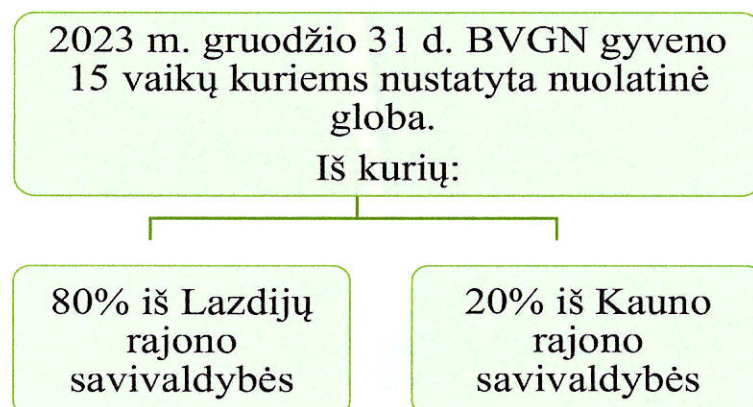 2023 m. gruodžio 31 d. BVGN gyveno
15 vaikų kuriems nustatyta nuolatinė
globa.
Iš kurių:
80% iš Lazdijų
rajono
savivaldybės
20% iš Kauno
rajono
savivaldybės